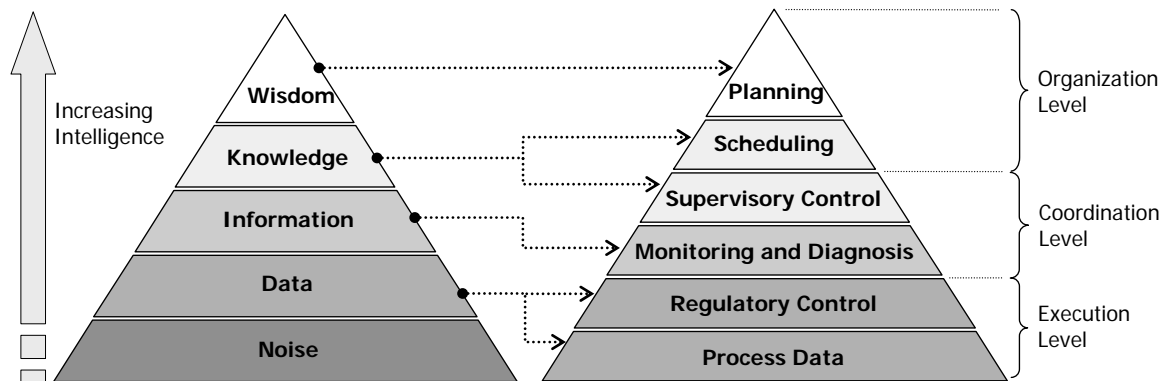 Increasing
Intelligence
Wisdom
Knowledge
Information
Data
Noise
Planning
Scheduling
Supervisory Control
Monitoring and Diagnosis
Regulatory Control
Process Data
Organization
Level
Coordination
Level
Execution
Level